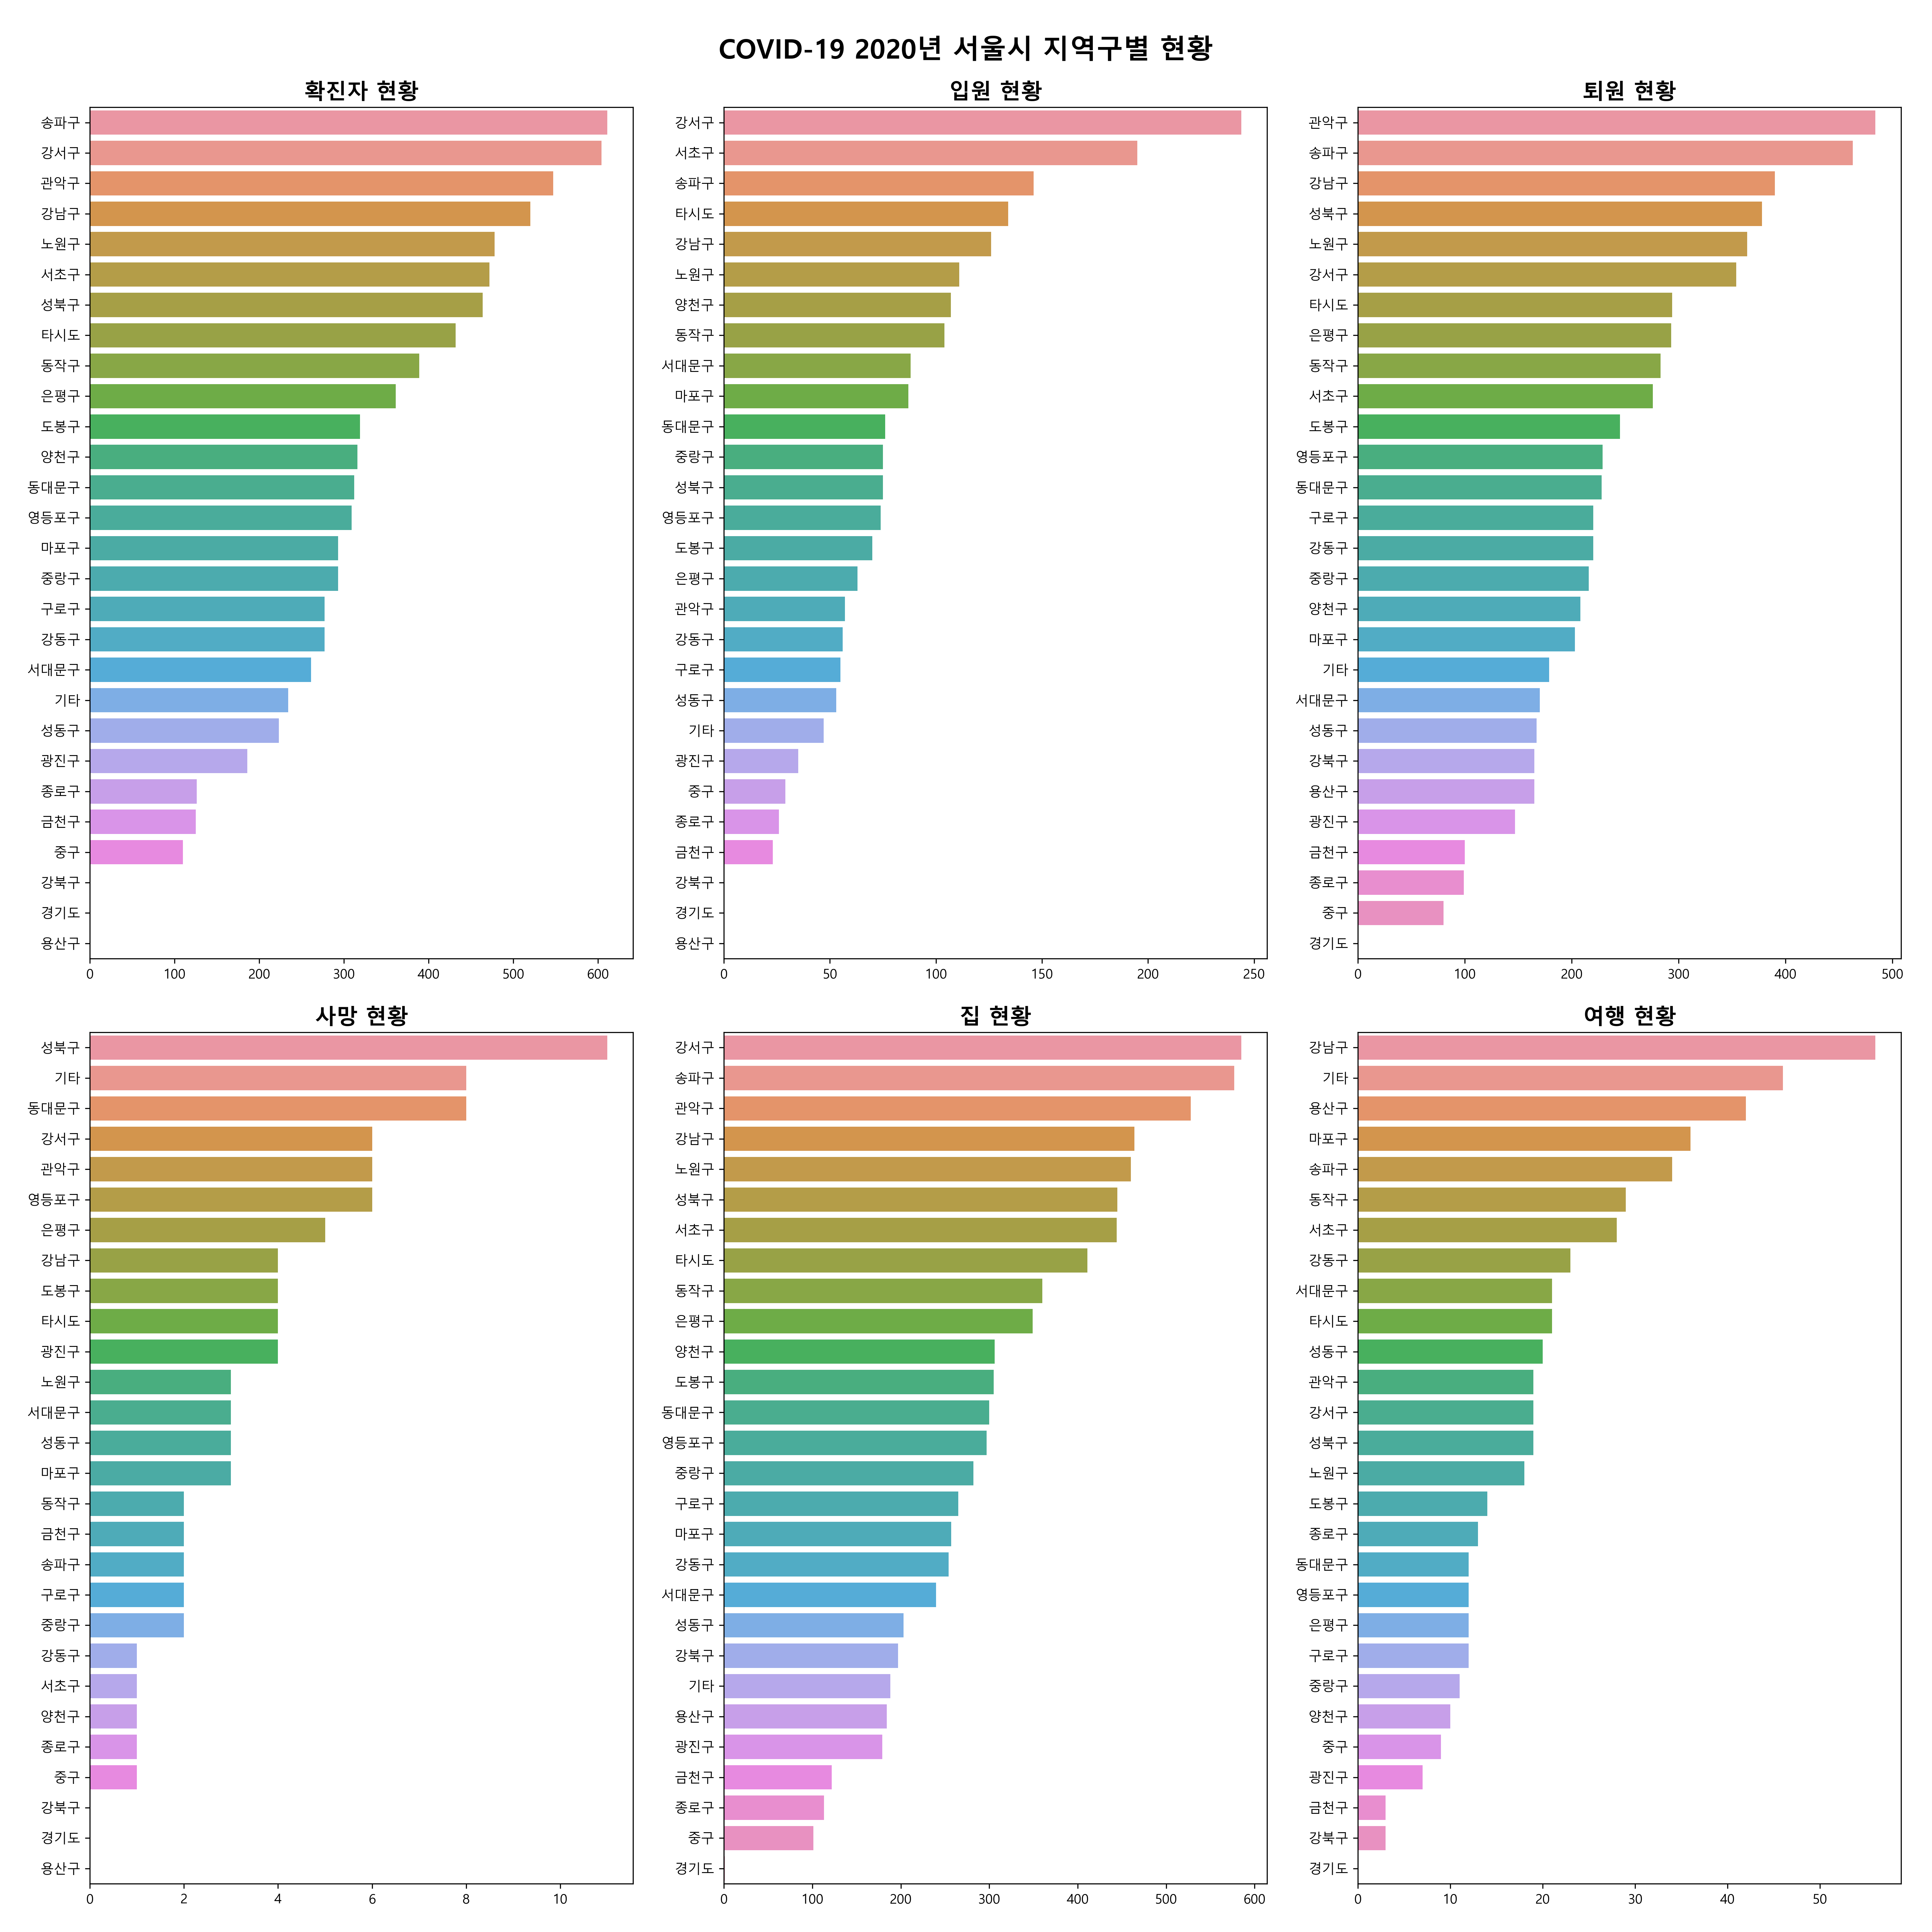 COVID-19 2020년 서울시 지역구별 현황
확진자 현황
송파구
강서구
관악구
강남구
노원구
서초구
성북구
타시도
동작구
은평구
도봉구
양천구
동대문구
영등포구
마포구
중랑구
구로구
강동구
서대문구
기타
성동구
광진구
종로구
금천구
중구
강북구
경기도
용산구
0 100 200 300 400 500 600
입원 현황
강서구
서초구
송파구
타시도
강남구
노원구
양천구
동작구
서대문구
마포구
동대문구
중랑구
성북구
영등포구
도봉구
은평구
관악구
강동구
구로구
성동구
기타
광진구
중구
종로구
금천구
강북구
경기도
용산구
0 50 100 150 200 250
퇴원 현황
관악구
송파구
강남구
성북구
노원구
강서구
타시도
은평구
동작구
서초구
도봉구
영등포구
동대문구
구로구
강동구
중랑구
양천구
마포구
기타
서대문구
성동구
강북구
용산구
광진구
금천구
종로구
중구
경기도
0 100 200 300 400 500
사망 현황
성북구
기타
동대문구
강서구
관악구
영등포구
은평구
강남구
도봉구
타시도
광진구
노원구
서대문구
성동구
마포구
동작구
금천구
송파구
구로구
중랑구
강동구
서초구
양천구
종로구
중구
강북구
경기도
용산구
0 2 4 6 8 10
집 현황
강서구
송파구
관악구
강남구
노원구
성북구
서초구
타시도
동작구
은평구
양천구
도봉구
동대문구
영등포구
중랑구
구로구
마포구
강동구
서대문구
성동구
강북구
기타
용산구
광진구
금천구
종로구
중구
경기도
0 100 200 300 400 500 600
여행 현황
강남구
기타
용산구
마포구
송파구
동작구
서초구
강동구
서대문구
타시도
성동구
관악구
강서구
성북구
노원구
도봉구
종로구
동대문구
영등포구
은평구
구로구
중랑구
양천구
중구
광진구
금천구
강북구
경기도
0 10 20 30 40 50